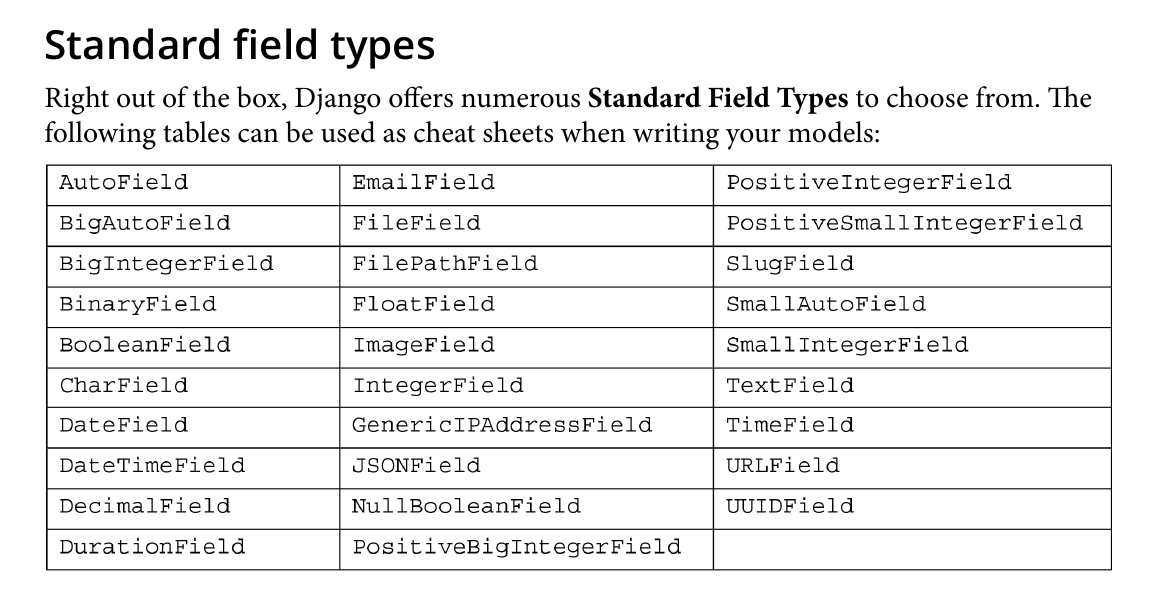 Standard field types
Right out of the box, Django offers numerous Standard Field Types to choose from. The
following tables can be used as cheat sheets when writing your models:
AutoField EmailField PositiveIntegerField
BigAutoField FileField PositiveSmallIntegerField
BigIntegerField FilePathField SlugField
BinaryField FloatField SmallAutoField
BooleanField ImageField SmallIntegerField
CharField IntegerField TextField
DateField GenericIPAddressField TimeField
DateTimeField JSONField URLField
DecimalField NullBooleanField UUIDField
DurationField PositiveBigIntegerField